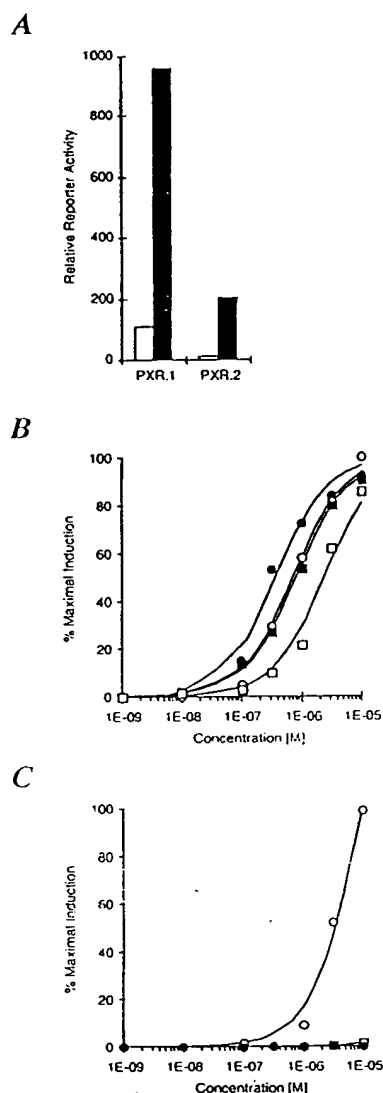 A
Relative Reporter Activity
1000
800
600
400
200
0
PXR.1 PXR.2
B
% Maximal Induction
100
80
60
40
20
0
1E-09 1E-08 1E-07 1E-06 1E-05
Concentration [M]
C
% Maximal Induction
100
80
60
40
20
0
1E-09 1E-08 1E-07 1E-06 1E-05
Concentration [M]